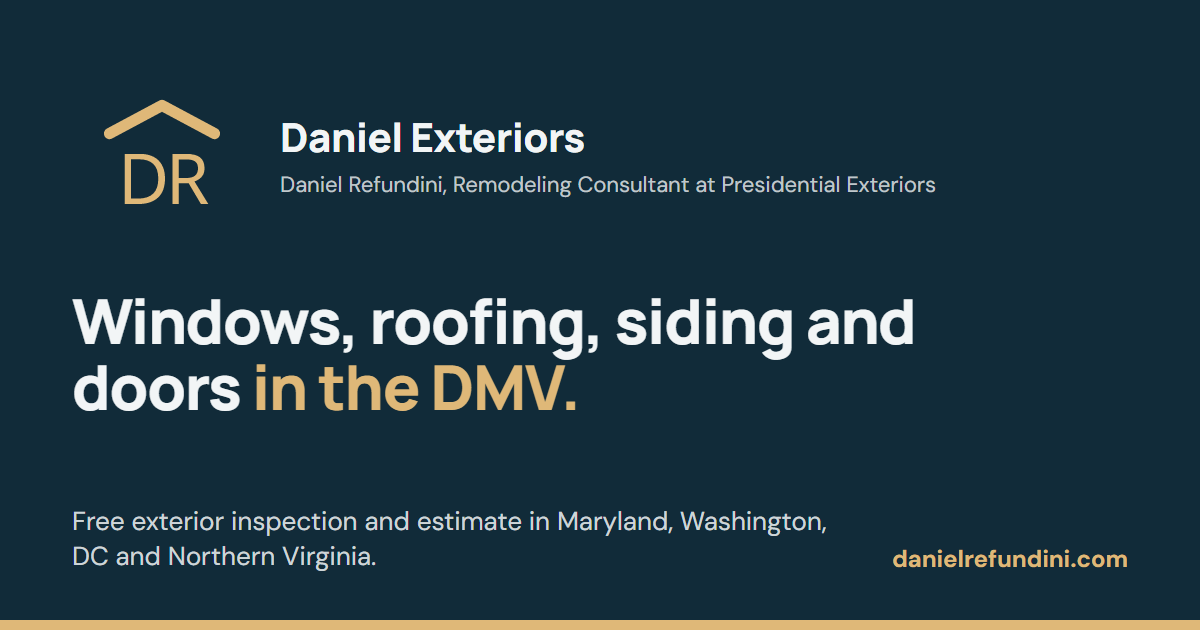 DR
Daniel Exteriors
Daniel Refundini, Remodeling Consultant at Presidential Exteriors
Windows, roofing, siding and
doors in the DMV.
Free exterior inspection and estimate in Maryland, Washington,
DC and Northern Virginia.
danielrefundini.com